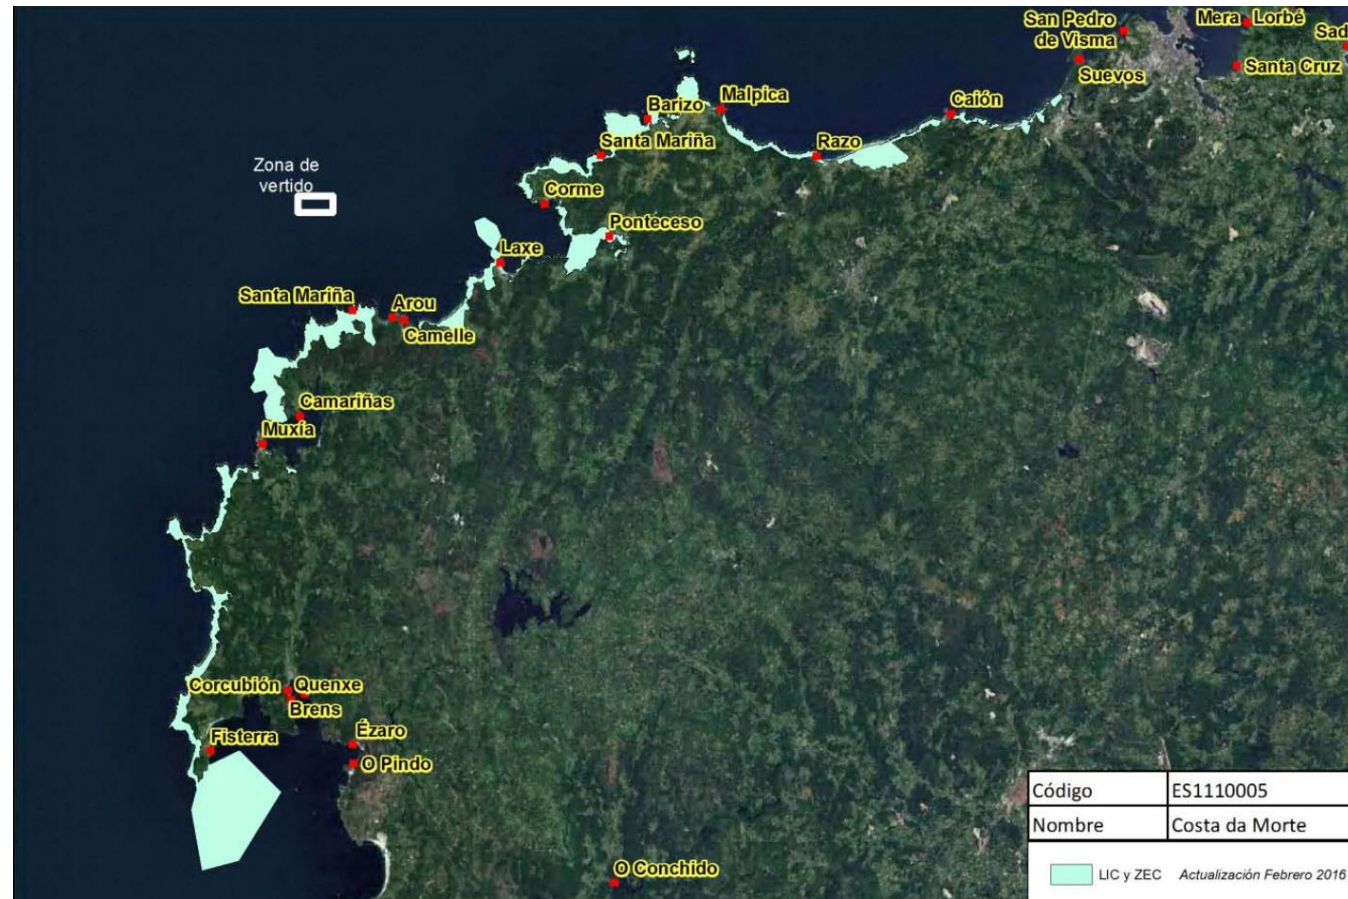 San Pedro
de Visma
Mera
Lorbé
Sad
Suevos
Santa Cruz
Barizo
Malpica
Caión
Santa Mariña
Razo
Zona de
vertido
Corme
Ponteceso
Laxe
Santa Mariña
Arou
Camelle
Camariñas
Muxía
Corcubión
Quenxe
Brens
Fisterra
Ézaro
O Pindo
O Conchido
Código ES1110005
Nombre Costa da Morte
LIC y ZEC Actualización Febrero 2016